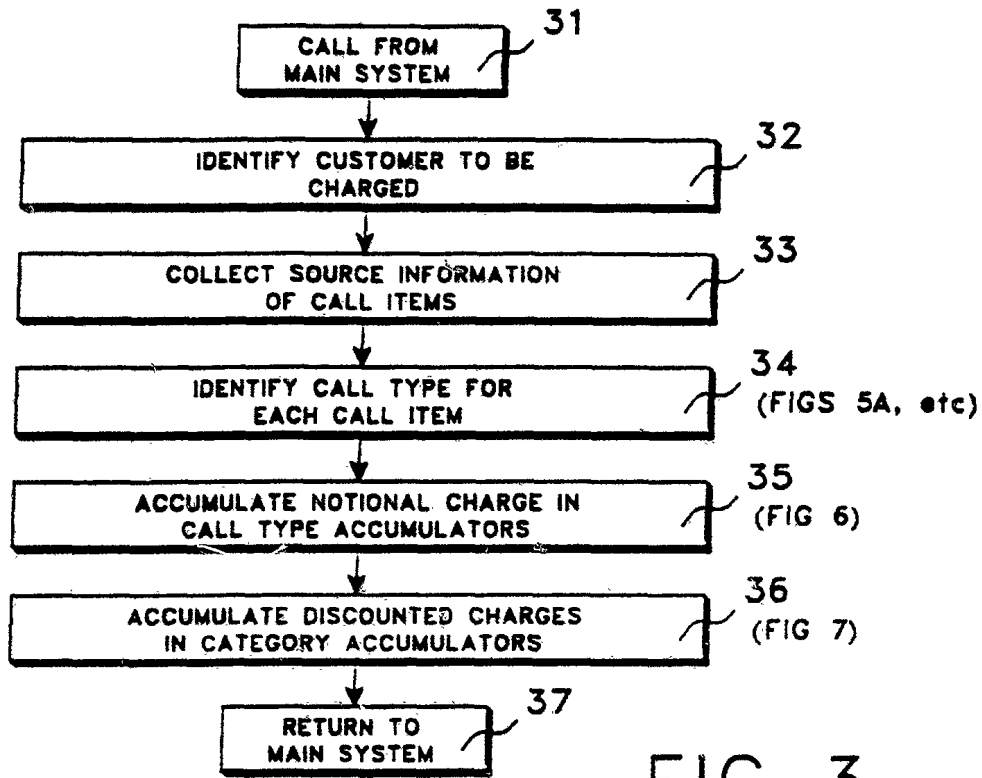 CALL FROM
MAIN SYSTEM
31
IDENTIFY CUSTOMER TO BE
CHARGED
32
COLLECT SOURCE INFORMATION
OF CALL ITEMS
33
IDENTIFY CALL TYPE FOR
EACH CALL ITEM
34
(FIGS 5A, etc)
ACCUMULATE NOTIONAL CHARGE IN
CALL TYPE ACCUMULATORS
35
(FIG 6)
ACCUMULATE DISCOUNTED CHARGES
IN CATEGORY ACCUMULATORS
36
(FIG 7)
RETURN TO
MAIN SYSTEM
37
FIG 3